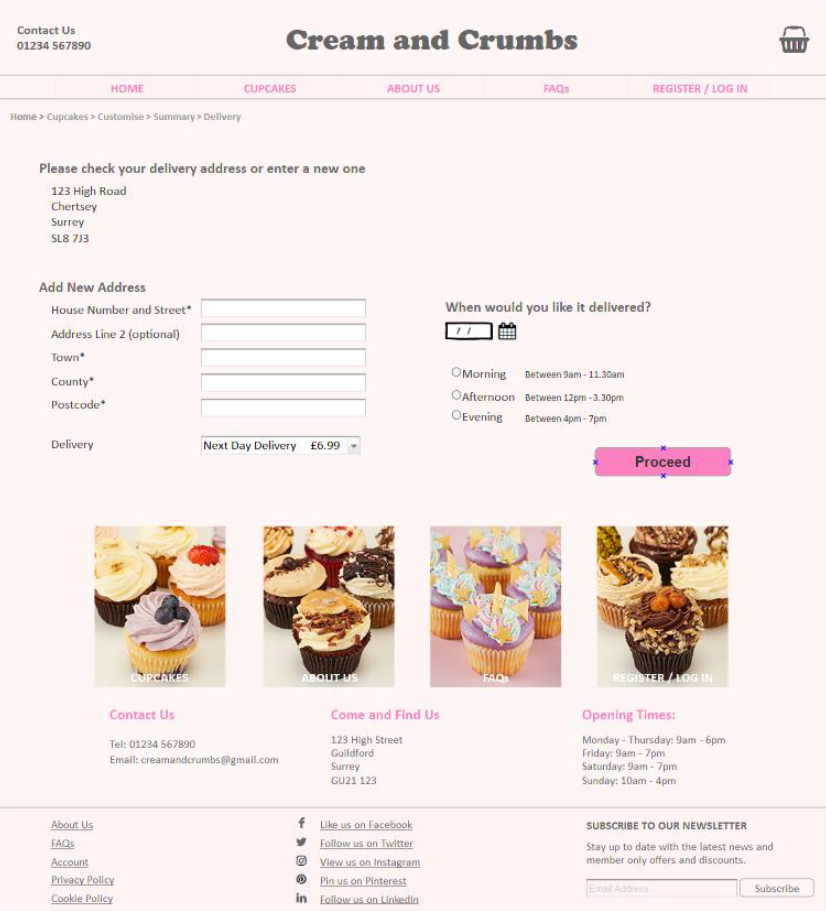 Contact Us
01234 567890
Cream and Crumbs
HOME CUPCAKES ABOUT US FAQs REGISTER / LOG IN
Home > Cupcakes > Customise > Summary > Delivery
Please check your delivery address or enter a new one
123 High Road
Chertsey
Surrey
SL8 7J3
Add New Address
House Number and Street*
Address Line 2 (optional)
Town*
County*
Postcode*
Delivery Next Day Delivery £6.99
When would you like it delivered?
/ /
Morning Between 9am - 11.30am
Afternoon Between 12pm - 3.30pm
Evening Between 4pm - 7pm
Proceed
CUPCAKES ABOUT US FAQs REGISTER / LOG IN
Contact Us
Tel: 01234 567890
Email: creamandcrumbs@gmail.com
Come and Find Us
123 High Street
Guildford
Surrey
GU21 123
Opening Times:
Monday - Thursday: 9am - 6pm
Friday: 9am - 7pm
Saturday: 9am - 7pm
Sunday: 10am - 4pm
About Us
FAQs
Account
Privacy Policy
Cookie Policy
Like us on Facebook
Follow us on Twitter
View us on Instagram
Pin us on Pinterest
Follow us on LinkedIn
SUBSCRIBE TO OUR NEWSLETTER
Stay up to date with the latest news and
member only offers and discounts.
Email Address Subscribe